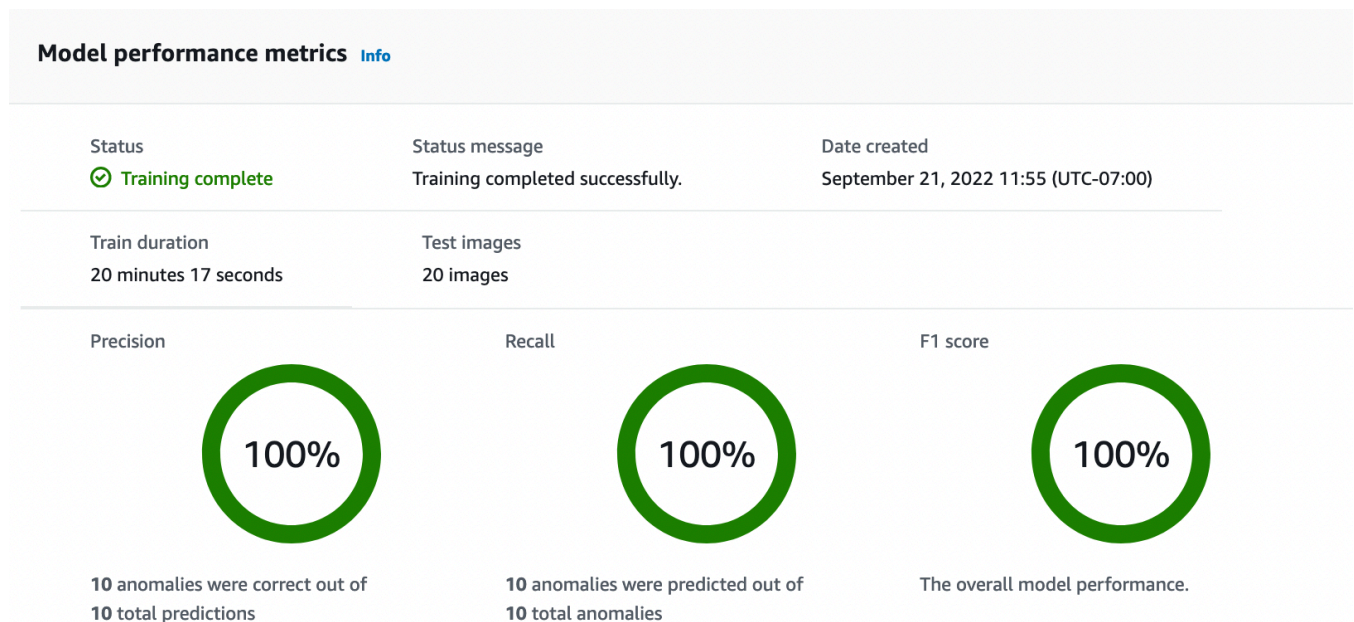 Model performance metrics Info
Status
Training complete
Status message
Training completed successfully.
Date created
September 21, 2022 11:55 (UTC-07:00)
Train duration
20 minutes 17 seconds
Test images
20 images
Precision
100%
10 anomalies were correct out of
10 total predictions
Recall
100%
10 anomalies were predicted out of
10 total anomalies
F1 score
100%
The overall model performance.